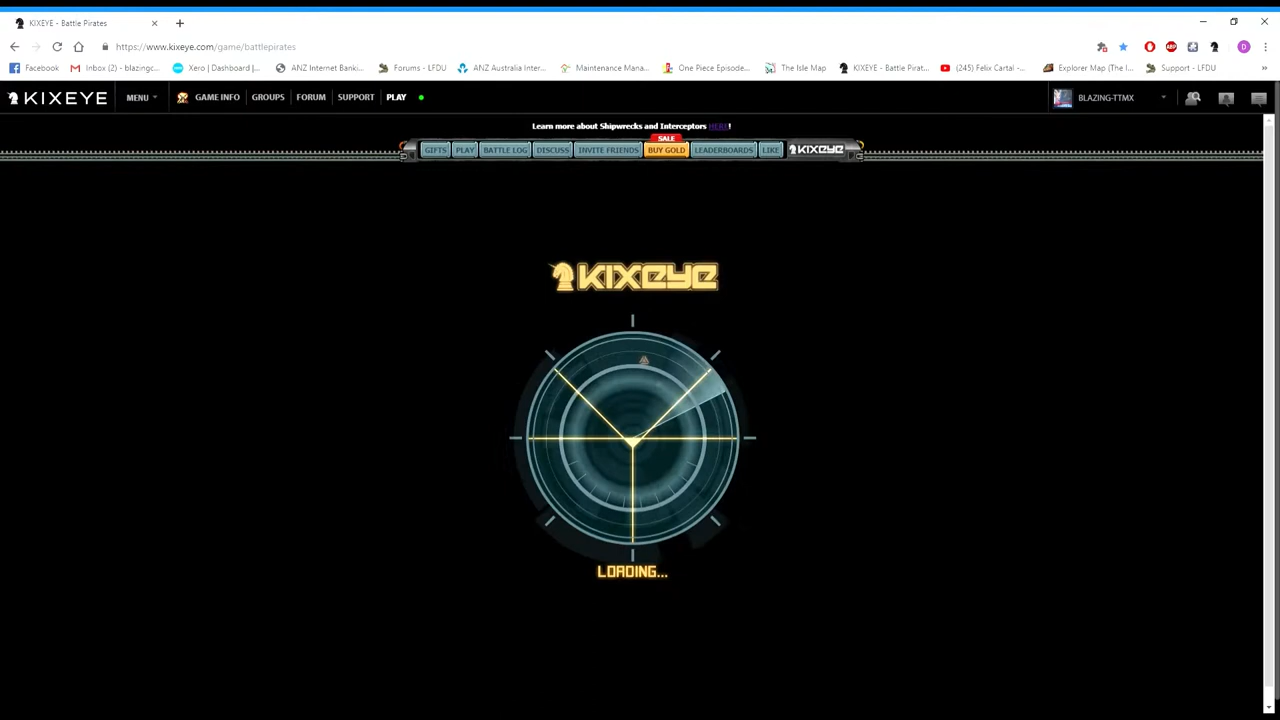 KIXEYE - Battle Pirates
https://www.kixeye.com/game/battlepirates
Facebook Inbox (2) - blazingc... Xero | Dashboard |... ANZ Internet Bankin... Forums - LFDU ANZ Australia Inter... Maintenance Mana... One Piece Episode... The Isle Map KIXEYE - Battle Pirat... (245) Felix Cartal -... Explorer Map (The I... Support - LFDU
KIXEYE MENU GAME INFO GROUPS FORUM SUPPORT PLAY BLAZING-TTMX
Learn more about Shipwrecks and Interceptors HERE!
SALE
GIFTS PLAY BATTLE LOG DISCUSS INVITE FRIENDS BUY GOLD LEADERBOARDS LIKE KIXEYE
KIXEYE
LOADING...